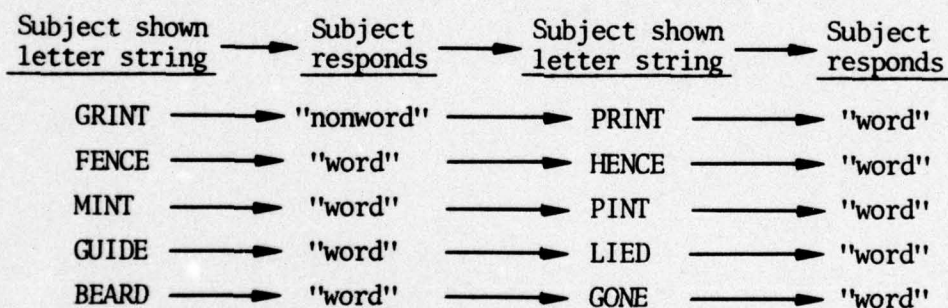 Subject shown Subject Subject shown Subject
letter string responds letter string responds
GRINT "nonword" PRINT "word"
FENCE "word" HENCE "word"
MINT "word" PINT "word"
GUIDE "word" LIED "word"
BEARD "word" GONE "word"